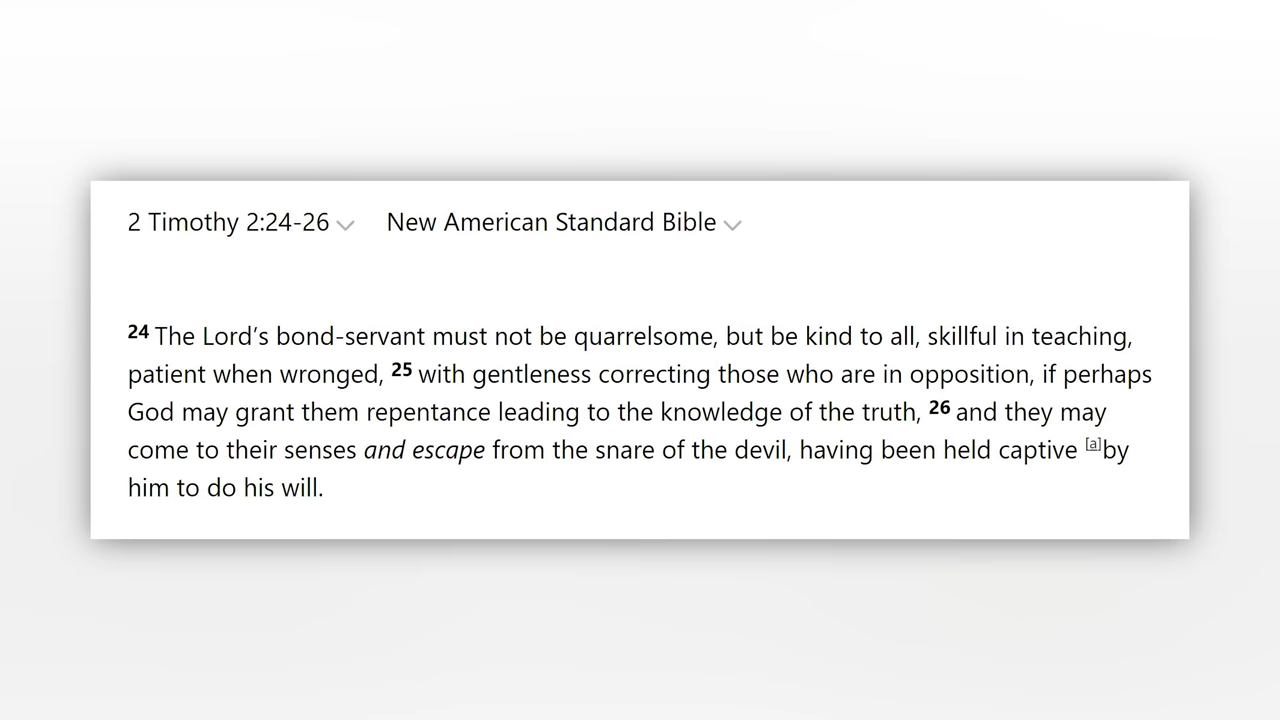 2 Timothy 2:24-26 New American Standard Bible
24 The Lord’s bond-servant must not be quarrelsome, but be kind to all, skillful in teaching,
patient when wronged, 25 with gentleness correcting those who are in opposition, if perhaps
God may grant them repentance leading to the knowledge of the truth, 26 and they may
come to their senses and escape from the snare of the devil, having been held captive [a]by
him to do his will.